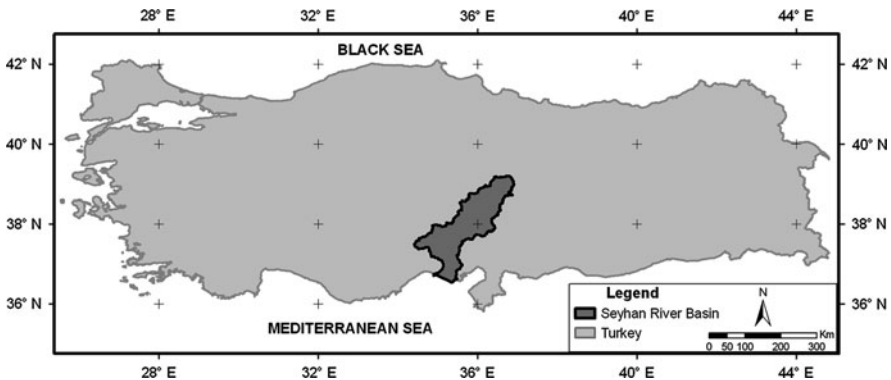 28° E 32° E 36° E 40° E 44° E
BLACK SEA
42° N 42° N
40° N 40° N
38° N 38° N
36° N 36° N
MEDITERRANEAN SEA
Legend
Seyhan River Basin
Turkey
N
Km
0 50 100 200 300
28° E 32° E 36° E 40° E 44° E